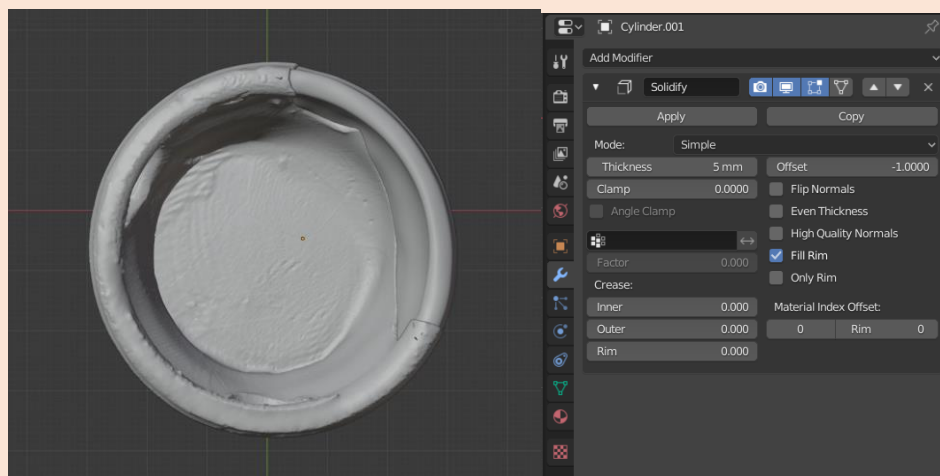 Cylinder.001
Add Modifier
Solidify
Apply Copy
Mode: Simple
Thickness 5 mm Offset -1.0000
Clamp 0.0000 Flip Normals
Angle Clamp Even Thickness
High Quality Normals
Factor 0.000 Fill Rim
Crease: Only Rim
Inner 0.000 Material Index Offset:
Outer 0.000 0 Rim 0
Rim 0.000